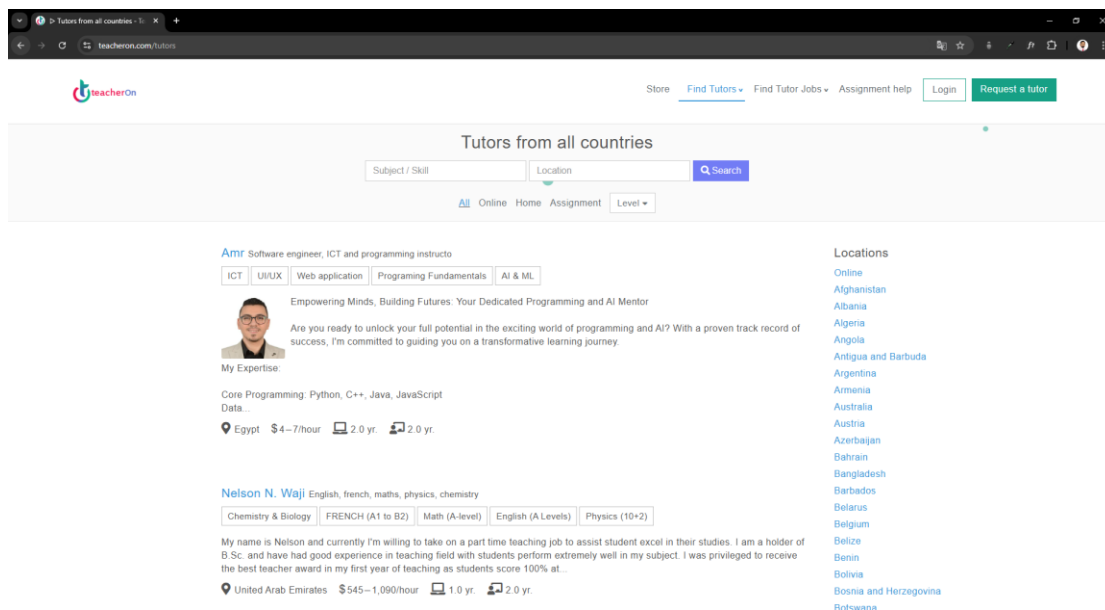 ▷ Tutors from all countries - Te
teacheron.com/tutors
teacherOn
Store Find Tutors Find Tutor Jobs Assignment help Login Request a tutor
Tutors from all countries
Subject / Skill Location Search
All Online Home Assignment Level
Amr Software engineer, ICT and programming instructo
ICT UI/UX Web application Programing Fundamentals AI & ML
Empowering Minds, Building Futures: Your Dedicated Programming and AI Mentor
Are you ready to unlock your full potential in the exciting world of programming and AI? With a proven track record of
success, I'm committed to guiding you on a transformative learning journey.
My Expertise:
Core Programming: Python, C++, Java, JavaScript
Data...
Egypt $4–7/hour 2.0 yr. 2.0 yr.
Nelson N. Waji English, french, maths, physics, chemistry
Chemistry & Biology FRENCH (A1 to B2) Math (A-level) English (A Levels) Physics (10+2)
My name is Nelson and currently I'm willing to take on a part time teaching job to assist student excel in their studies. I am a holder of
B.Sc. and have had good experience in teaching field with students perform extremely well in my subject. I was privileged to receive
the best teacher award in my first year of teaching as students score 100% at...
United Arab Emirates $545–1,090/hour 1.0 yr. 2.0 yr.
Locations
Online
Afghanistan
Albania
Algeria
Angola
Antigua and Barbuda
Argentina
Armenia
Australia
Austria
Azerbaijan
Bahrain
Bangladesh
Barbados
Belarus
Belgium
Belize
Benin
Bolivia
Bosnia and Herzegovina
Botswana